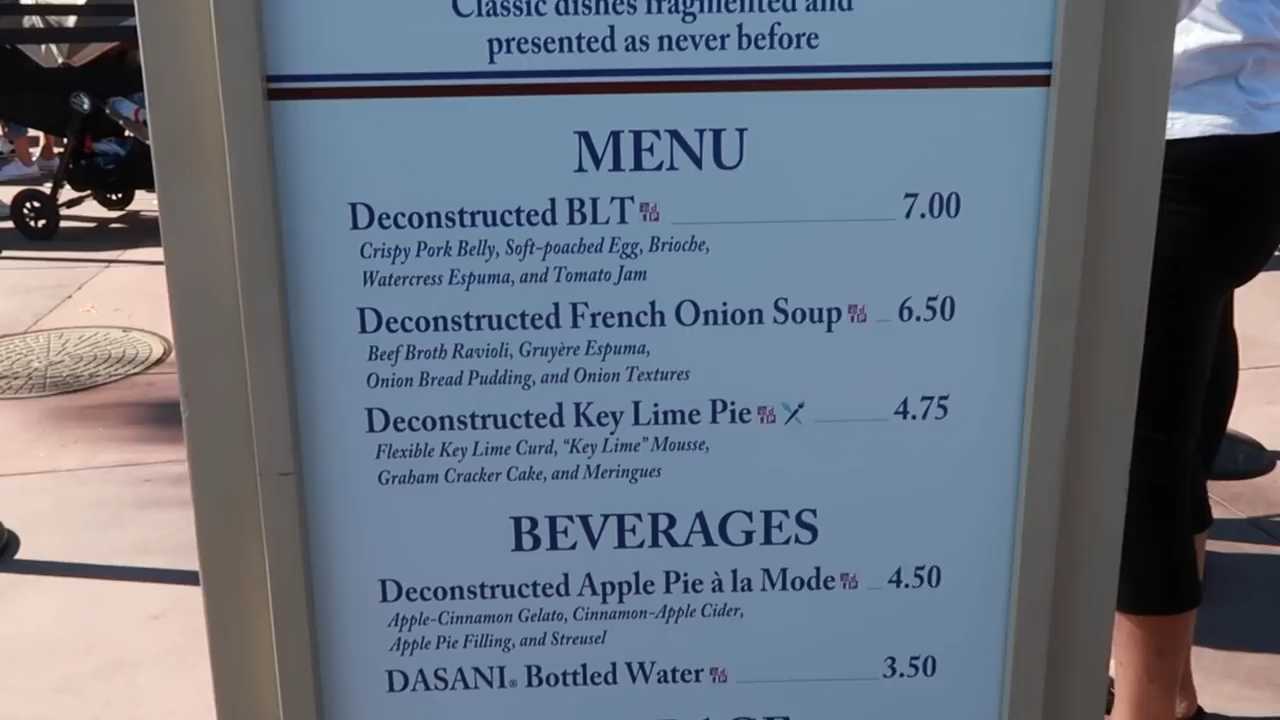 Classic dishes fragmented and
presented as never before
MENU
Deconstructed BLT 7.00
Crispy Pork Belly, Soft-poached Egg, Brioche,
Watercress Espuma, and Tomato Jam
Deconstructed French Onion Soup 6.50
Beef Broth Ravioli, Gruyère Espuma,
Onion Bread Pudding, and Onion Textures
Deconstructed Key Lime Pie 4.75
Flexible Key Lime Curd, “Key Lime” Mousse,
Graham Cracker Cake, and Meringues
BEVERAGES
Deconstructed Apple Pie à la Mode 4.50
Apple-Cinnamon Gelato, Cinnamon-Apple Cider,
Apple Pie Filling, and Streusel
DASANI® Bottled Water 3.50